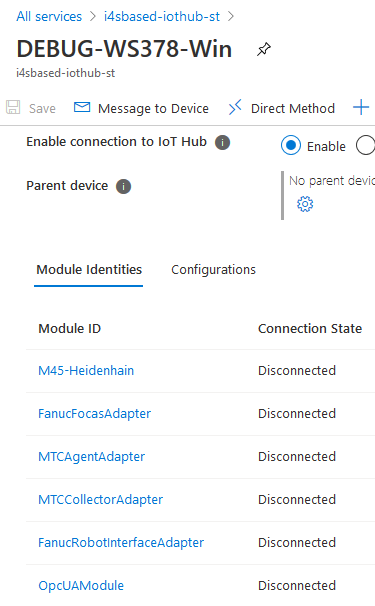 All services > i4sbased-iothub-st >
DEBUG-WS378-Win
i4sbased-iothub-st
Save Message to Device Direct Method
Enable connection to IoT Hub Enable
Parent device No parent devic
Module Identities Configurations
Module ID Connection State
M45-Heidenhain Disconnected
FanucFocasAdapter Disconnected
MTCAgentAdapter Disconnected
MTCCollectorAdapter Disconnected
FanucRobotInterfaceAdapter Disconnected
OpcUAModule Disconnected